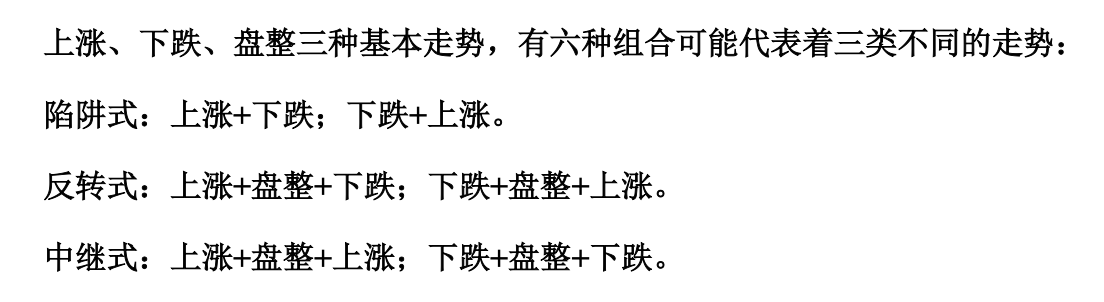 上涨、下跌、盘整三种基本走势，有六种组合可能代表着三类不同的走势：
陷阱式：上涨+下跌；下跌+上涨。
反转式：上涨+盘整+下跌；下跌+盘整+上涨。
中继式：上涨+盘整+上涨；下跌+盘整+下跌。